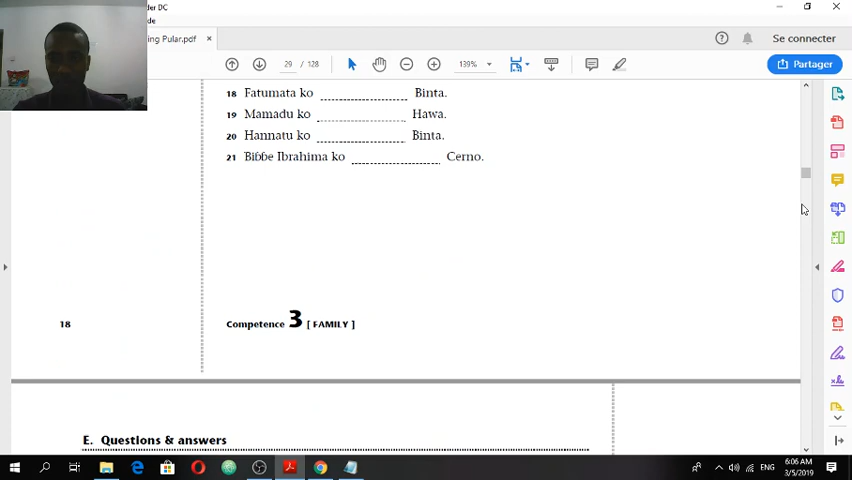 der DC
de
ing Pular.pdf ×
Se connecter
29 / 128
139%
Partager
18 Fatumata ko Binta.
19 Mamadu ko Hawa.
20 Hannatu ko Binta.
21 Biɓɓe Ibrahima ko Cerno.
18
Competence 3 [ FAMILY ]
E. Questions & answers
ENG
6:06 AM
3/5/2019